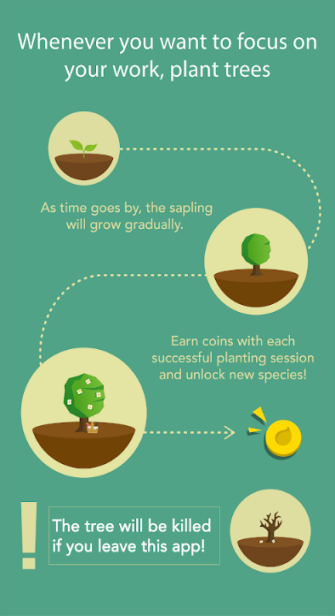 Whenever you want to focus on
your work, plant trees
As time goes by, the sapling
will grow gradually.
Earn coins with each
successful planting session
and unlock new species!
The tree will be killed
if you leave this app!